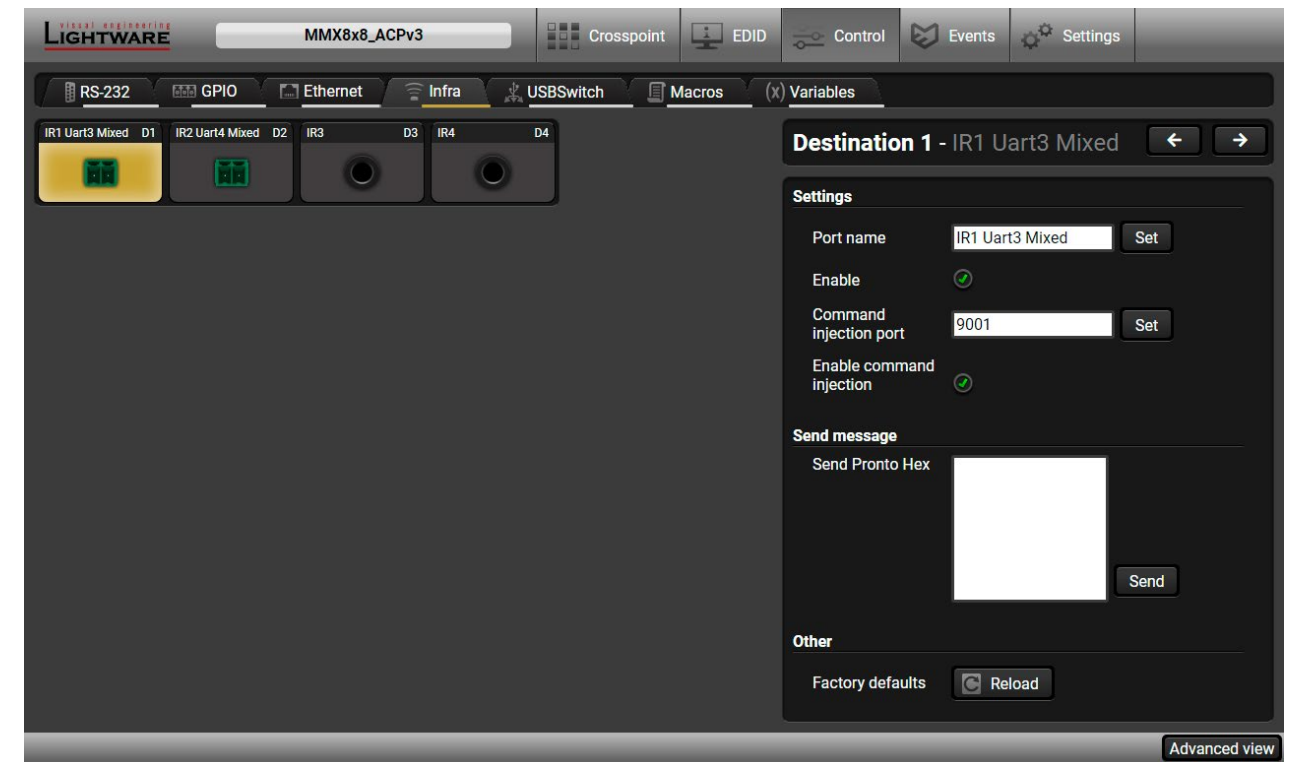 visual engineering
LIGHTWARE
MMX8x8_ACPv3
Crosspoint
EDID
Control
Events
Settings
RS-232
GPIO
Ethernet
Infra
USBSwitch
Macros
(x) Variables
IR1 Uart3 Mixed D1
IR2 Uart4 Mixed D2
IR3 D3
IR4 D4
Destination 1 - IR1 Uart3 Mixed
Settings
Port name
IR1 Uart3 Mixed
Set
Enable
Command
injection port
9001
Set
Enable command
injection
Send message
Send Pronto Hex
Send
Other
Factory defaults
Reload
Advanced view